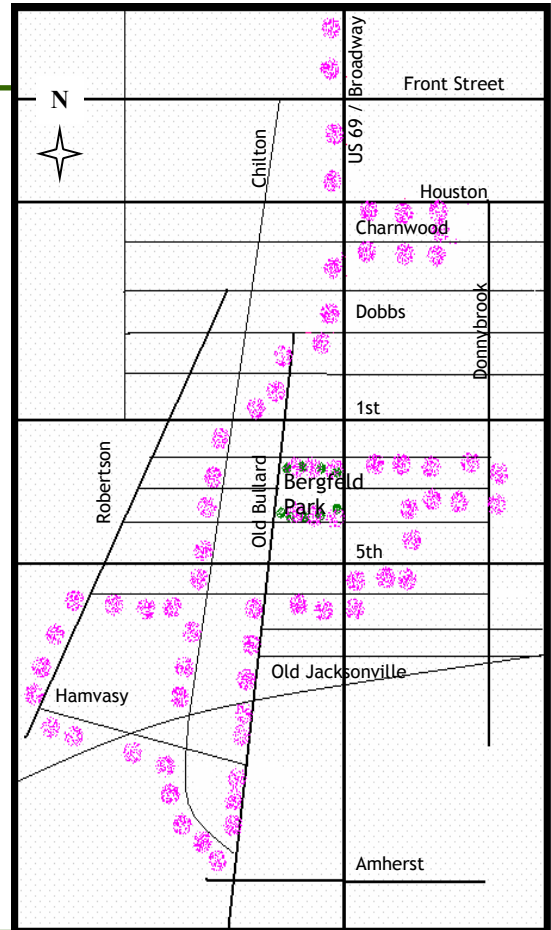 US 69 / Broadway
Front Street
N
Chilton
Houston
Charnwood
Donnybrook
Dobbs
1st
Robertson
Old Bullard
Bergfeld
Park
5th
Old Jacksonville
Hamvasy
Amherst